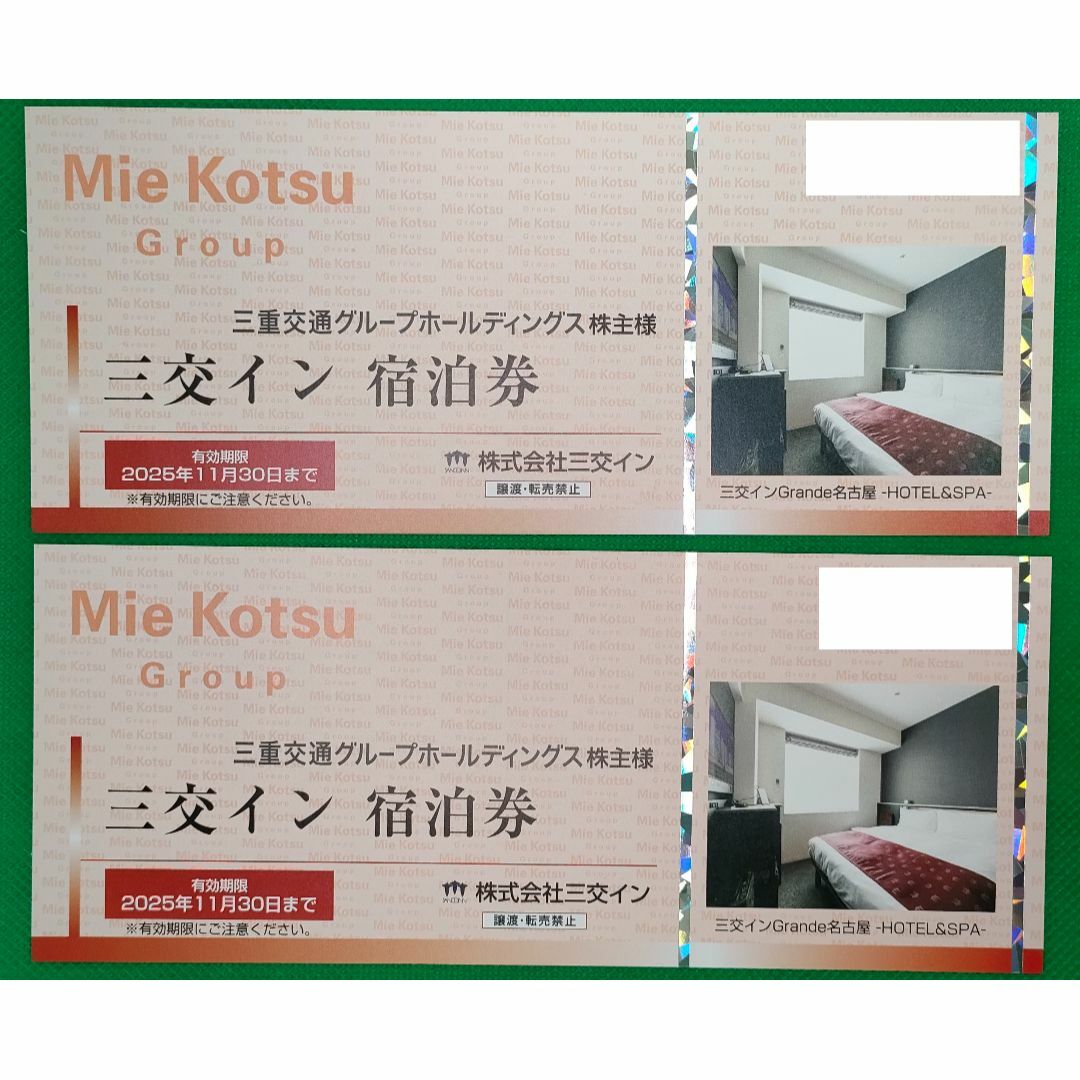 Mie Kotsu
Group
三重交通グループホールディングス株主様
三交イン 宿泊券
有効期限
2025年11月30日まで
※有効期限にご注意ください。
SANCOINN
株式会社三交イン
譲渡・転売禁止
三交インGrande名古屋 -HOTEL&SPA-
Mie Kotsu
Group
三重交通グループホールディングス株主様
三交イン 宿泊券
有効期限
2025年11月30日まで
※有効期限にご注意ください。
SANCOINN
株式会社三交イン
譲渡・転売禁止
三交インGrande名古屋 -HOTEL&SPA-